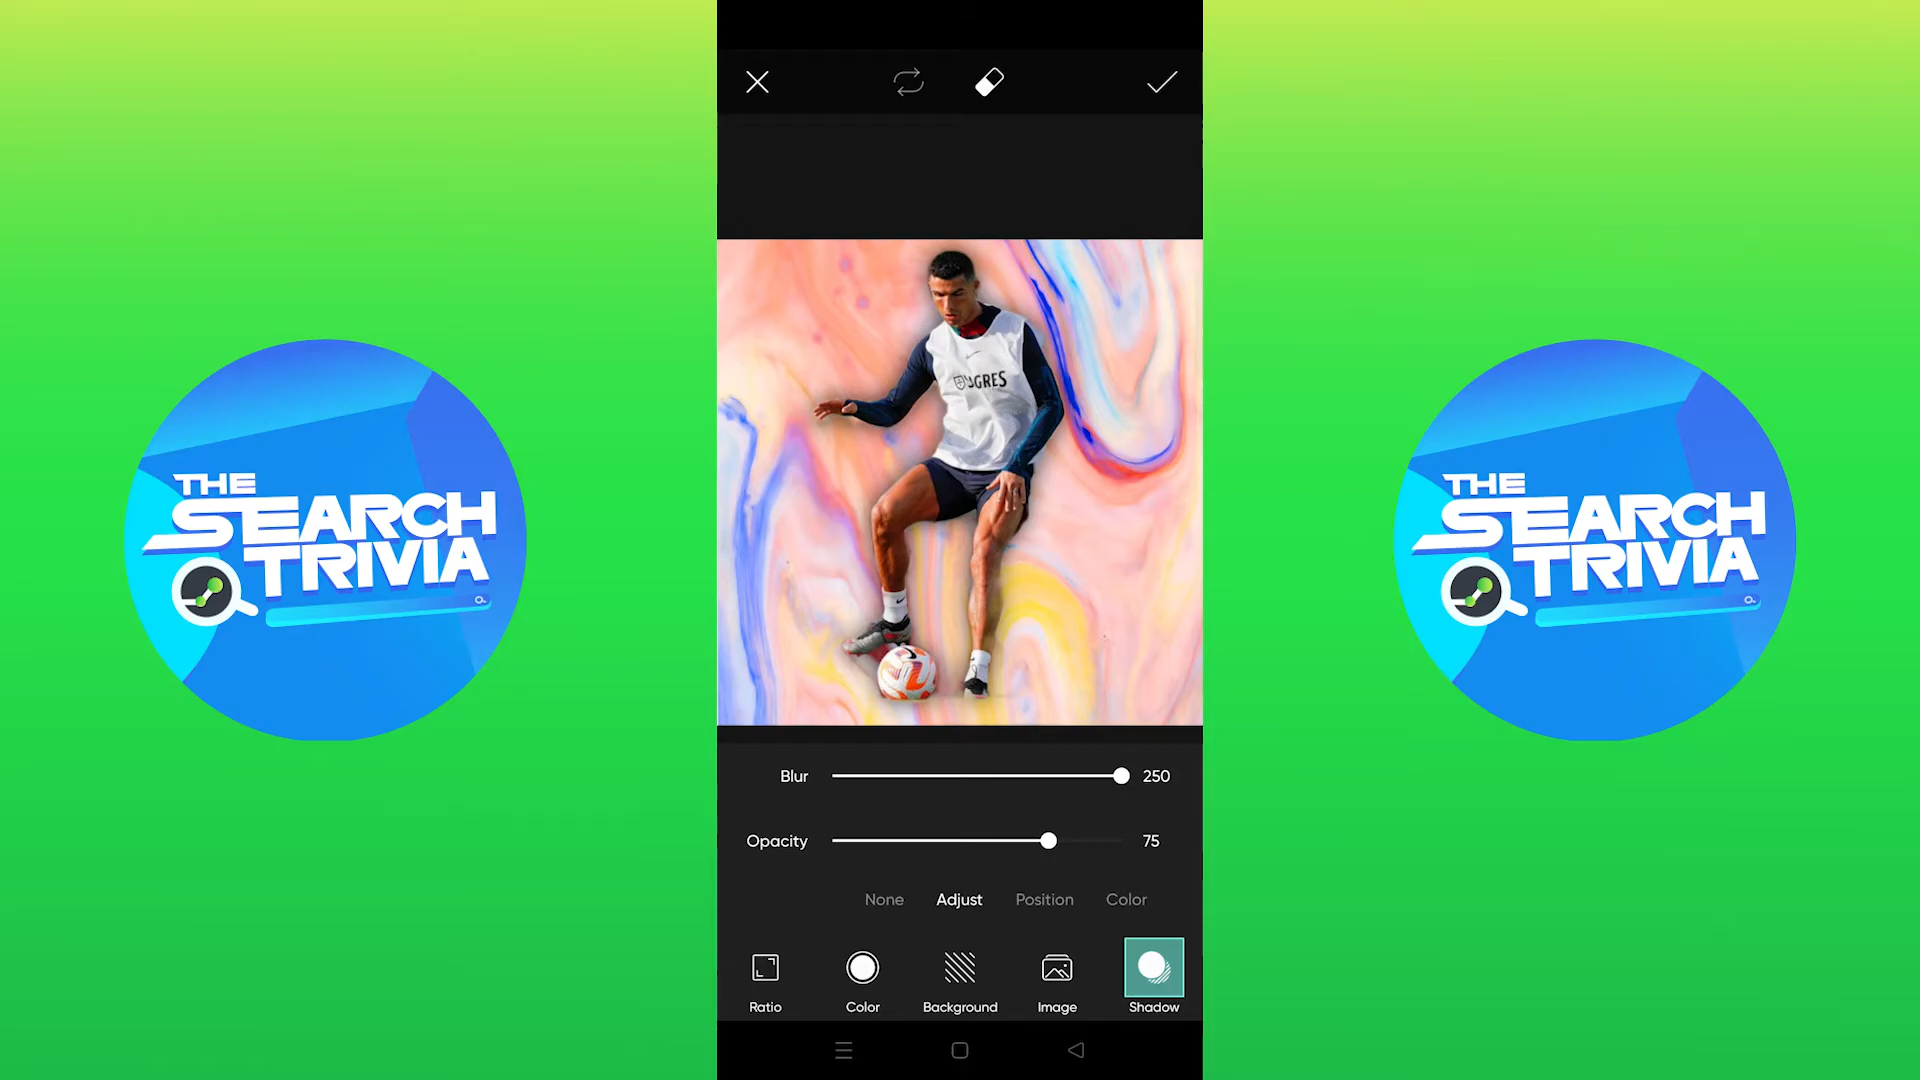 THE
SEARCH
TRIVIA
AGRES
Blur 250
Opacity 75
None Adjust Position Color
Ratio Color Background Image Shadow
THE
SEARCH
TRIVIA